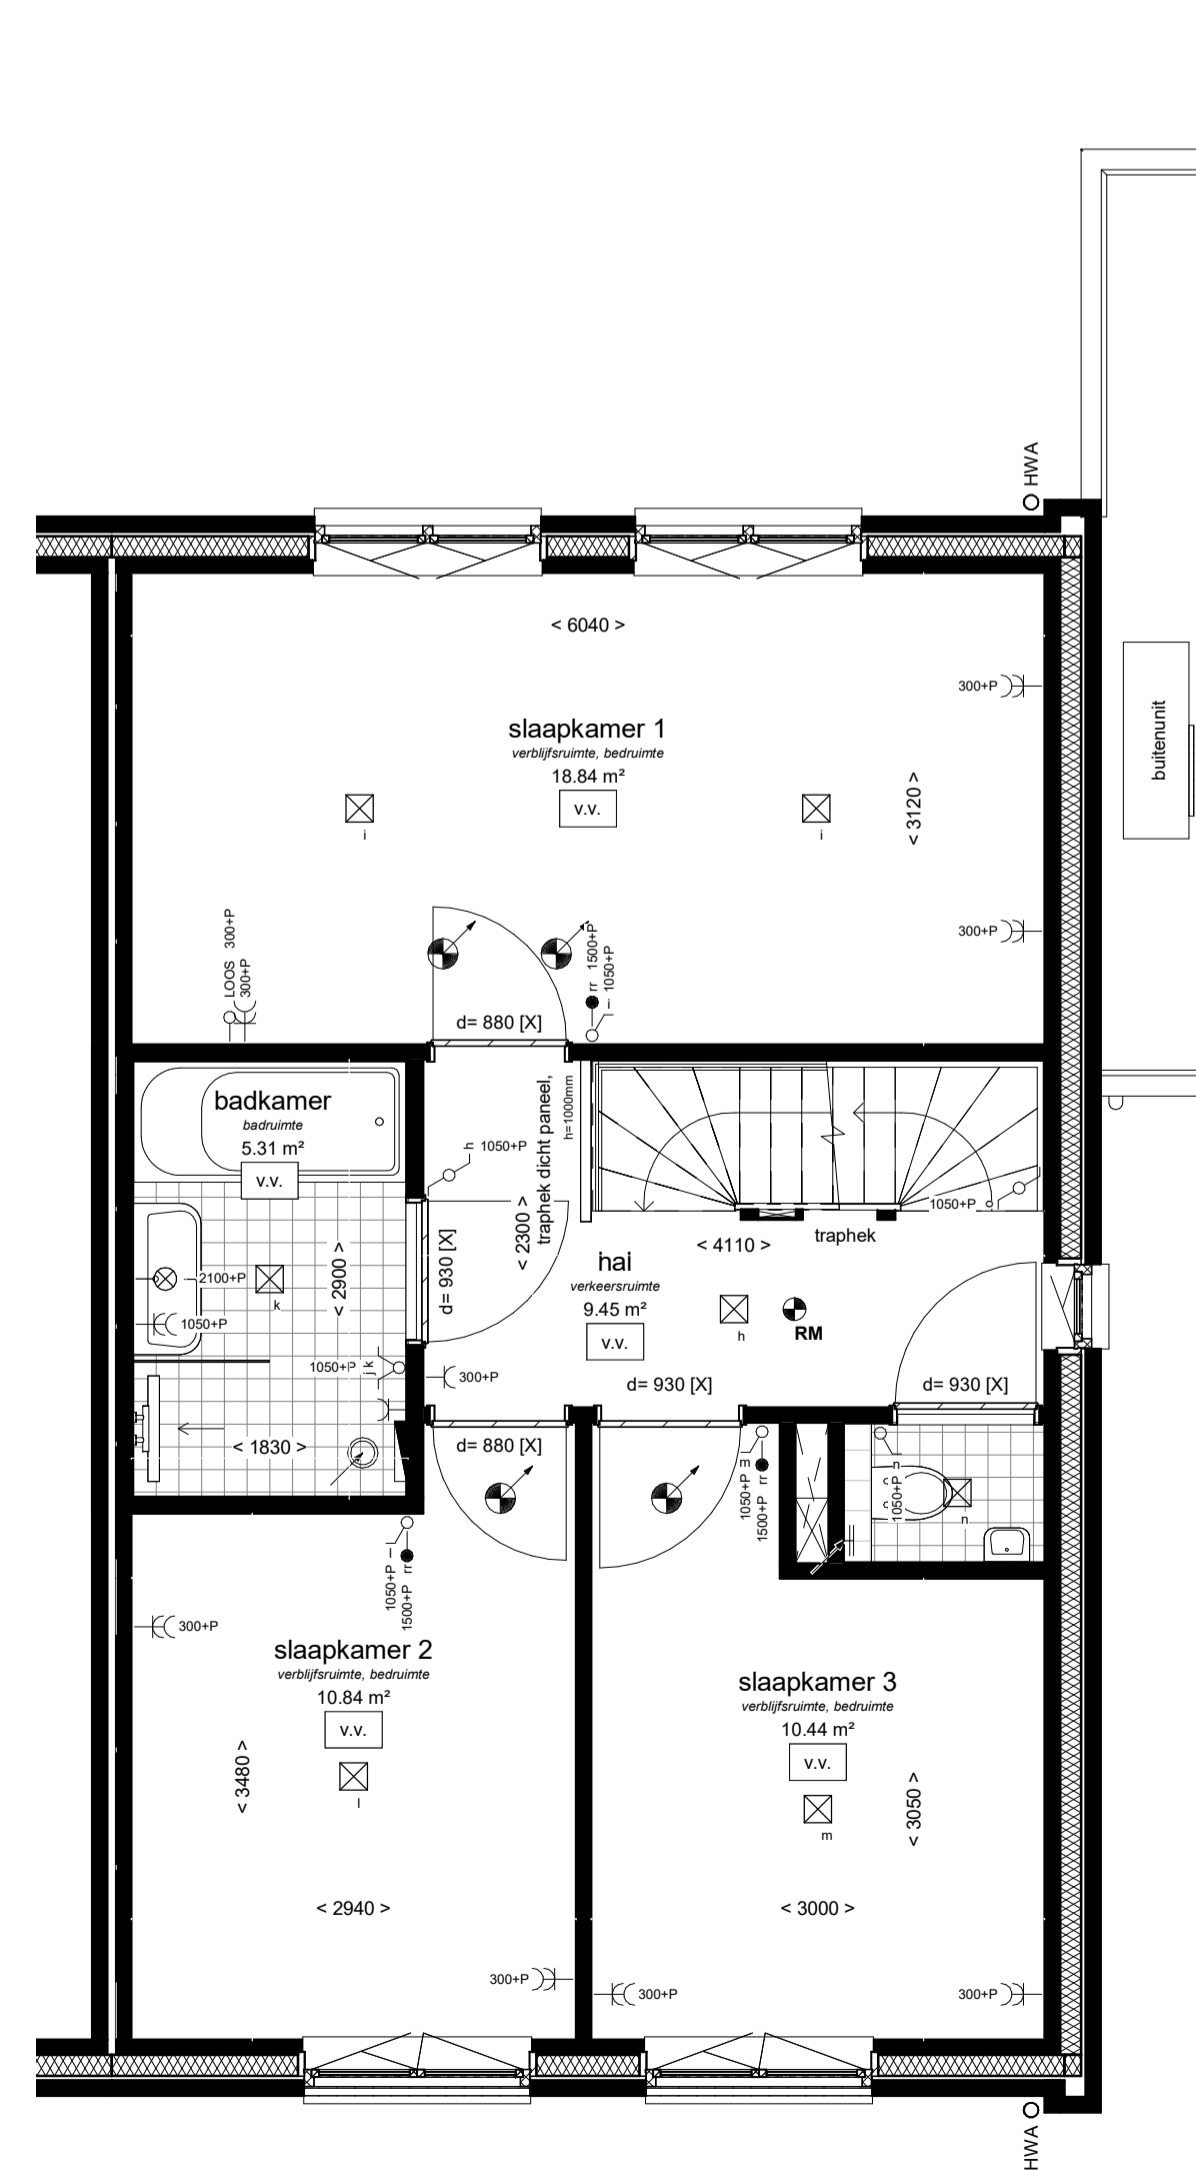 HWA
< 6040 >
300+P
slaapkamer 1
verblijfsruimte, bedruimte
18.84 m²
v.v.
buitenunit
< 3120 >
i
i
300+P
LOOS 300+P
300+P
rr 1500+P
i 1050+P
d= 880 [X]
badkamer
badruimte
5.31 m²
v.v.
traphek dicht paneel,
h=1000mm
h 1050+P
1050+P
< 2300 >
d= 930 [X]
< 2900 >
2100+P
k
1050+P
traphek
< 4110 >
hal
verkeersruimte
9.45 m²
v.v.
h
RM
1050+P j k
300+P
d= 930 [X]
d= 930 [X]
< 1830 >
d= 880 [X]
m
1050+P
1500+P rr
n
1050+P
n
1050+P l
1500+P rr
300+P
slaapkamer 2
verblijfsruimte, bedruimte
10.84 m²
v.v.
l
slaapkamer 3
verblijfsruimte, bedruimte
10.44 m²
v.v.
m
< 3480 >
< 3050 >
< 2940 >
< 3000 >
300+P
300+P
300+P
HWA